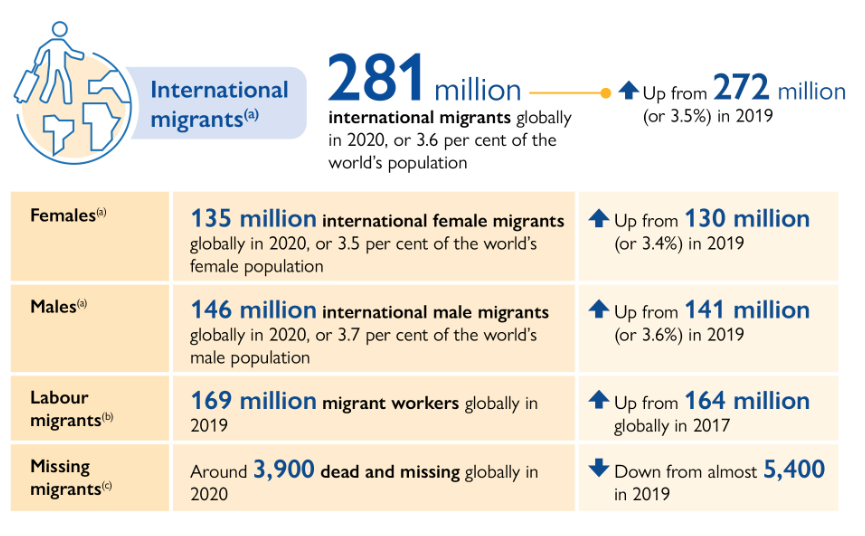 International
migrants(a)
281 million
international migrants globally
in 2020, or 3.6 per cent of the
world's population
Up from 272 million
(or 3.5%) in 2019
Females(a)
135 million international female migrants
globally in 2020, or 3.5 per cent of the world's
female population
Up from 130 million
(or 3.4%) in 2019
Males(a)
146 million international male migrants
globally in 2020, or 3.7 per cent of the world's
male population
Up from 141 million
(or 3.6%) in 2019
Labour
migrants(b)
169 million migrant workers globally in
2019
Up from 164 million
globally in 2017
Missing
migrants(c)
Around 3,900 dead and missing globally in
2020
Down from almost 5,400
in 2019